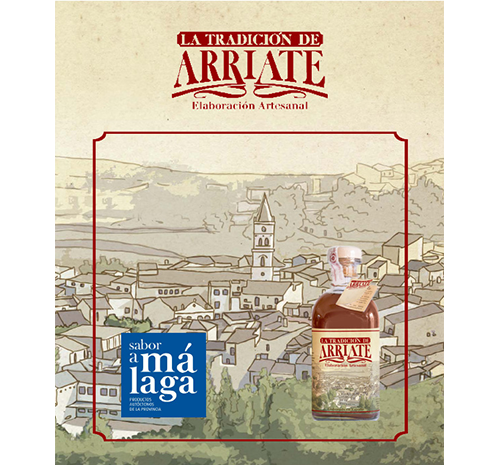 LA TRADICIÓN DE
ARRIATE
Elaboración Artesanal
sabor
a má
laga
PRODUCTOS
AUTÓCTONOS
DE LA PROVINCIA
LA TRADICIÓN DE
ARRIATE
Elaboración Artesanal